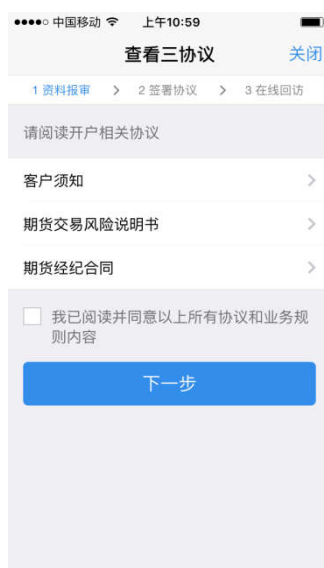 中国移动 上午10:59
查看三协议 关闭
1 资料报审 > 2 签署协议 > 3 在线回访
请阅读开户相关协议
客户须知 >
期货交易风险说明书 >
期货经纪合同 >
我已阅读并同意以上所有协议和业务规
则内容
下一步